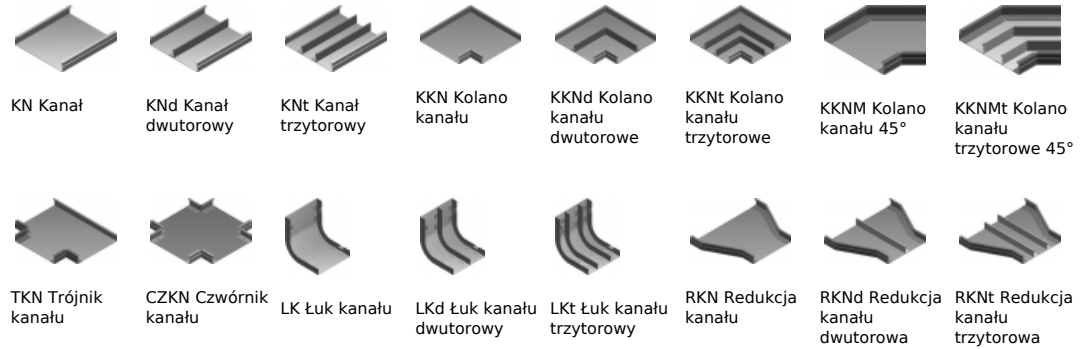 KN Kanał
KNd Kanał
dwutorowy
KNt Kanał
trzytorowy
KKN Kolano
kanału
KKNd Kolano
kanału
dwutorowe
KKNt Kolano
kanału
trzytorowe
KKNM Kolano
kanału 45°
KKNMt Kolano
kanału
trzytorowe 45°
TKN Trójnik
kanału
CZKN Czwórnik
kanału
LK Łuk kanału
LKd Łuk kanału
dwutorowy
LKt Łuk kanału
trzytorowy
RKN Redukcja
kanału
RKNd Redukcja
kanału
dwutorowa
RKNt Redukcja
kanału
trzytorowa